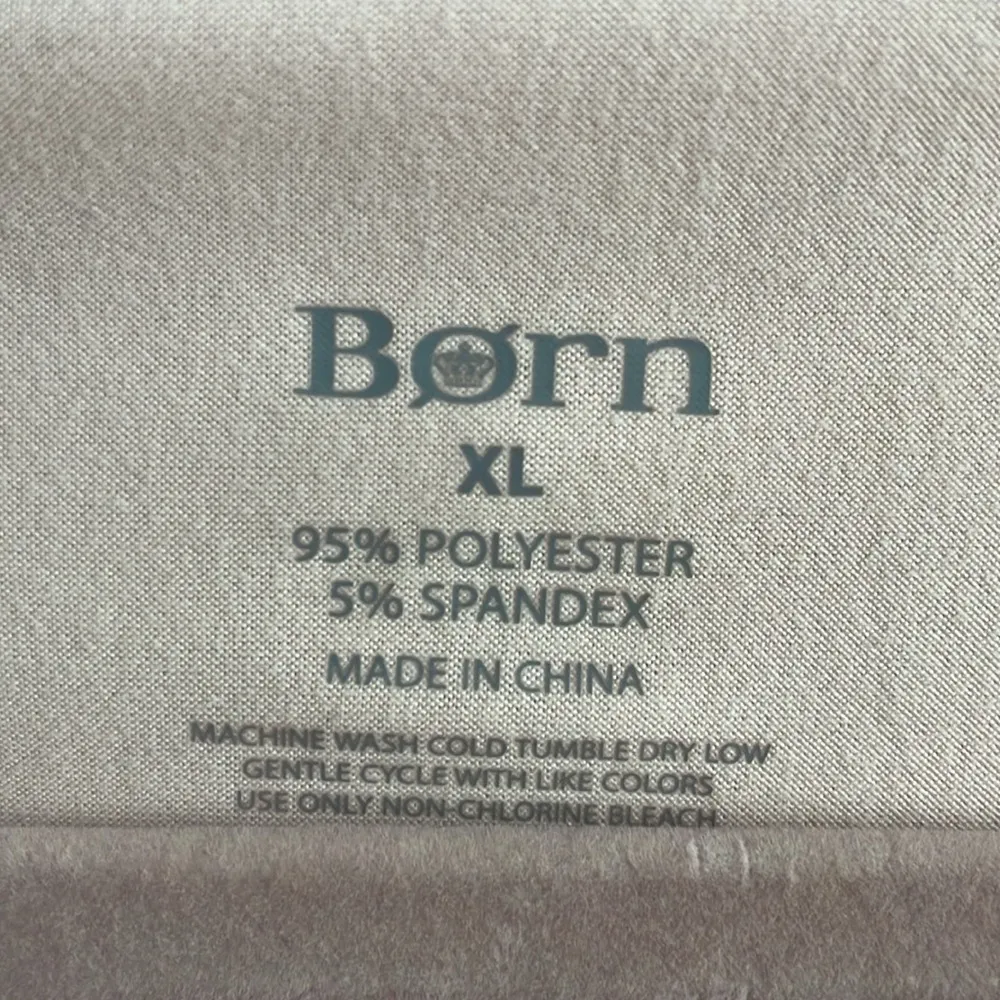 Børn
XL
95% POLYESTER
5% SPANDEX
MADE IN CHINA
MACHINE WASH COLD TUMBLE DRY LOW
GENTLE CYCLE WITH LIKE COLORS
USE ONLY NON-CHLORINE BLEACH